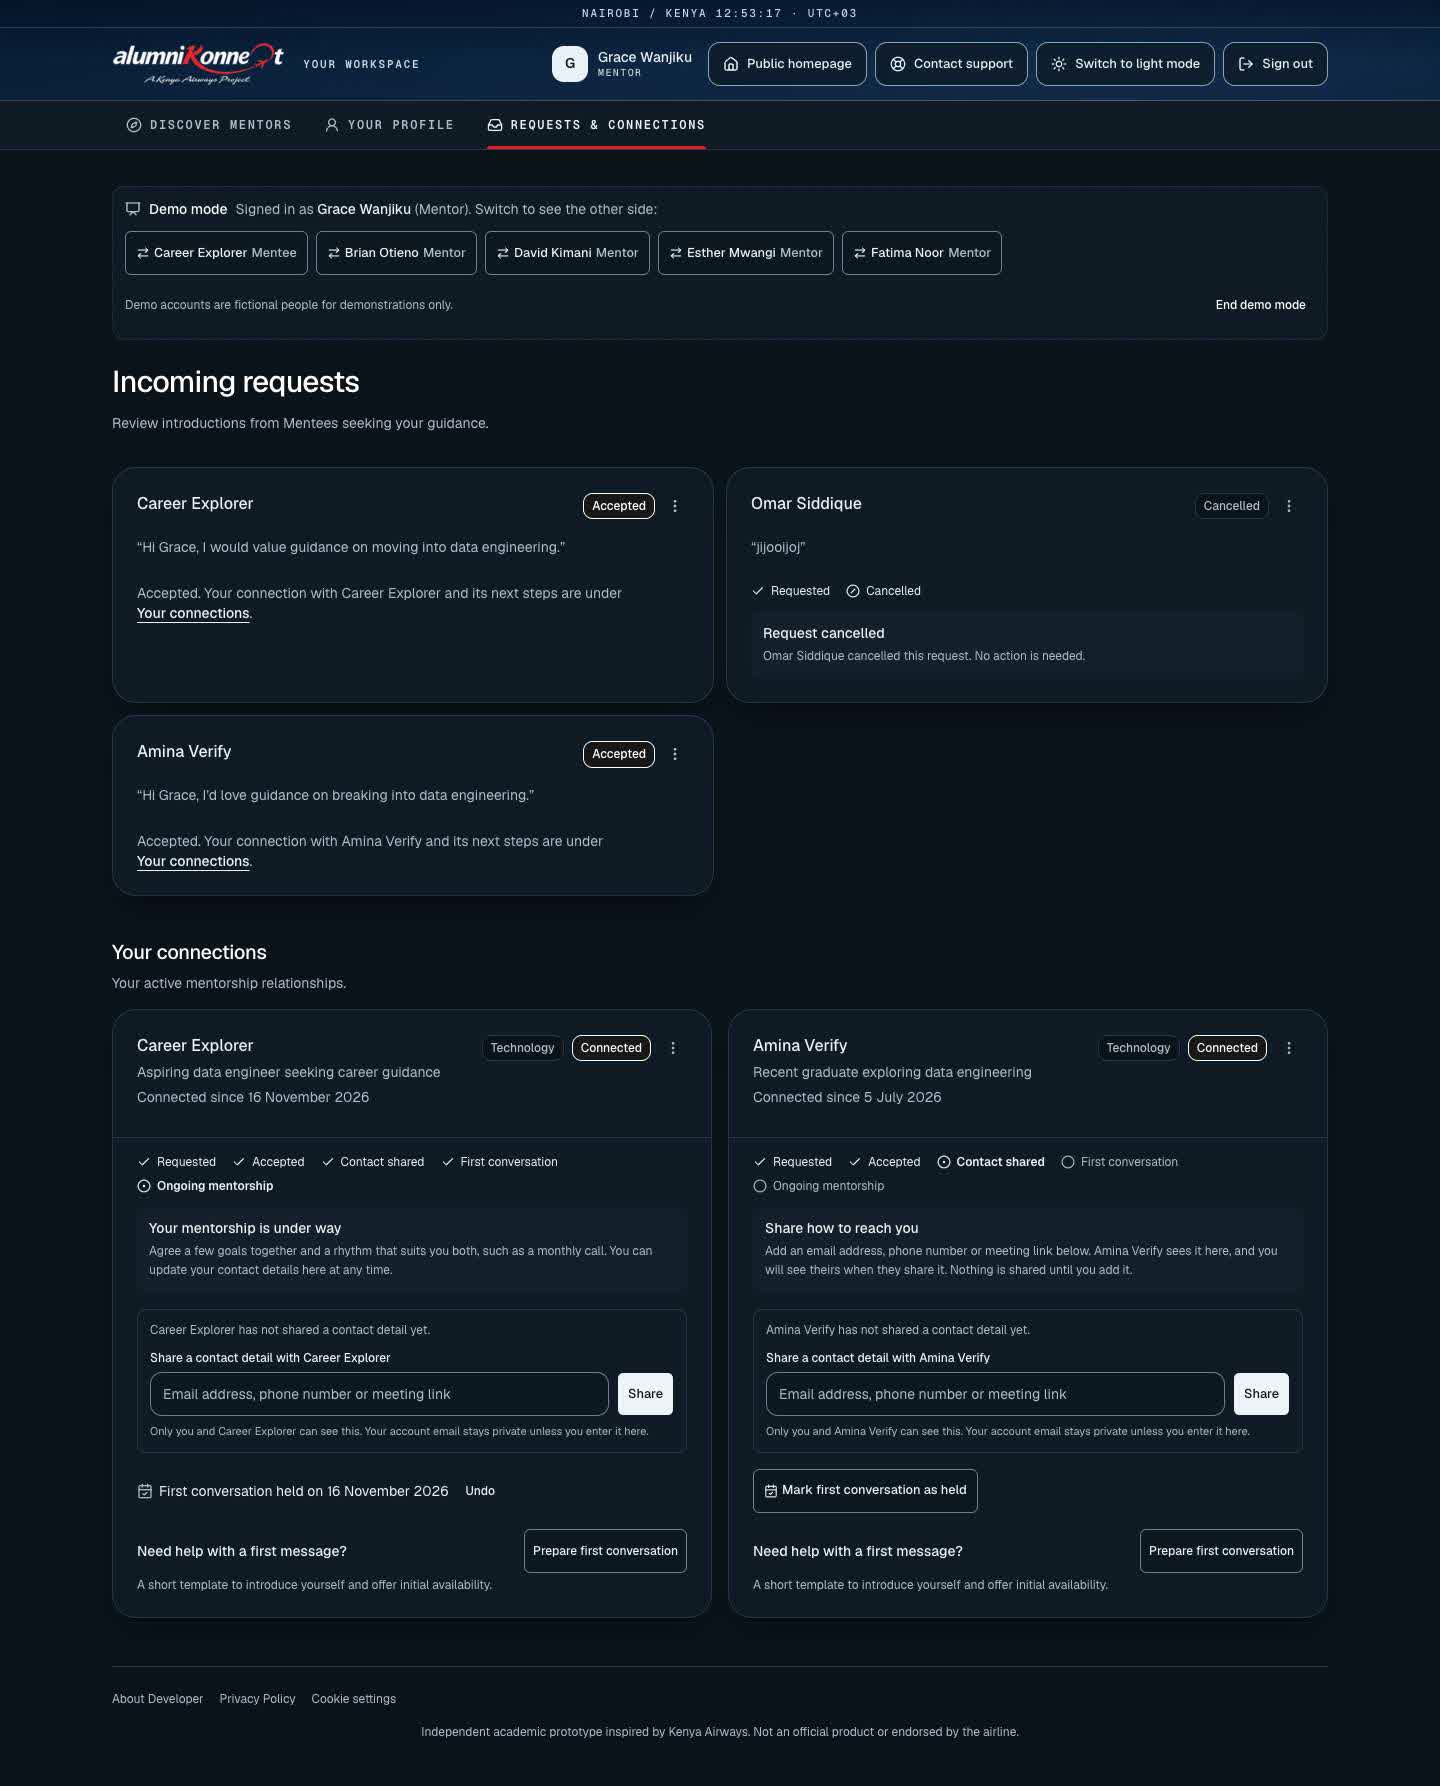 NAIROBI / KENYA 12:53:17 · UTC+03
alumniKonnect
A Kenya Airways Project
YOUR WORKSPACE
G
Grace Wanjiku
MENTOR
Public homepage
Contact support
Switch to light mode
Sign out
DISCOVER MENTORS
YOUR PROFILE
REQUESTS & CONNECTIONS
Demo mode Signed in as Grace Wanjiku (Mentor). Switch to see the other side:
Career Explorer Mentee
Brian Otieno Mentor
David Kimani Mentor
Esther Mwangi Mentor
Fatima Noor Mentor
Demo accounts are fictional people for demonstrations only.
End demo mode
Incoming requests
Review introductions from Mentees seeking your guidance.
Career Explorer
Accepted
“Hi Grace, I would value guidance on moving into data engineering.”
Accepted. Your connection with Career Explorer and its next steps are under
Your connections.
Omar Siddique
Cancelled
“jijooijoj”
Requested
Cancelled
Request cancelled
Omar Siddique cancelled this request. No action is needed.
Amina Verify
Accepted
“Hi Grace, I’d love guidance on breaking into data engineering.”
Accepted. Your connection with Amina Verify and its next steps are under
Your connections.
Your connections
Your active mentorship relationships.
Career Explorer
Technology
Connected
Aspiring data engineer seeking career guidance
Connected since 16 November 2026
Requested
Accepted
Contact shared
First conversation
Ongoing mentorship
Your mentorship is under way
Agree a few goals together and a rhythm that suits you both, such as a monthly call. You can
update your contact details here at any time.
Career Explorer has not shared a contact detail yet.
Share a contact detail with Career Explorer
Email address, phone number or meeting link
Share
Only you and Career Explorer can see this. Your account email stays private unless you enter it here.
First conversation held on 16 November 2026
Undo
Need help with a first message?
Prepare first conversation
A short template to introduce yourself and offer initial availability.
Amina Verify
Technology
Connected
Recent graduate exploring data engineering
Connected since 5 July 2026
Requested
Accepted
Contact shared
First conversation
Ongoing mentorship
Share how to reach you
Add an email address, phone number or meeting link below. Amina Verify sees it here, and you
will see theirs when they share it. Nothing is shared until you add it.
Amina Verify has not shared a contact detail yet.
Share a contact detail with Amina Verify
Email address, phone number or meeting link
Share
Only you and Amina Verify can see this. Your account email stays private unless you enter it here.
Mark first conversation as held
Need help with a first message?
Prepare first conversation
A short template to introduce yourself and offer initial availability.
About Developer
Privacy Policy
Cookie settings
Independent academic prototype inspired by Kenya Airways. Not an official product or endorsed by the airline.